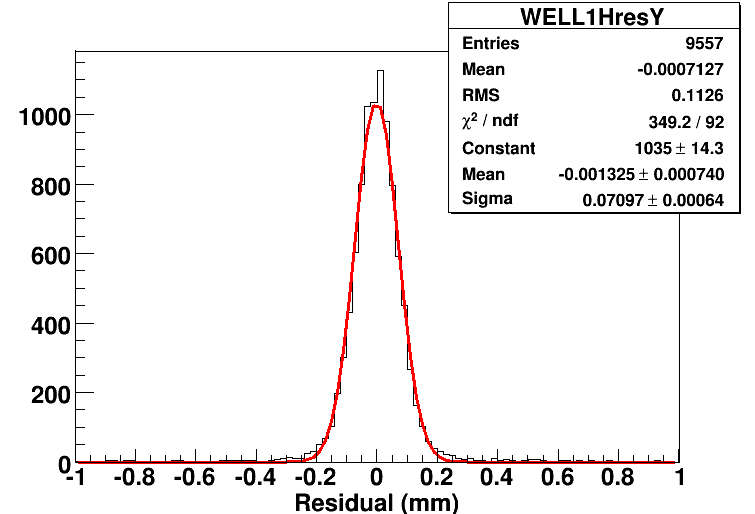 WELL1HresY
Entries 9557
Mean -0.0007127
RMS 0.1126
χ² / ndf 349.2 / 92
Constant 1035 ± 14.3
Mean -0.001325 ± 0.000740
Sigma 0.07097 ± 0.00064
1000
800
600
400
200
0
-1 -0.8 -0.6 -0.4 -0.2 0 0.2 0.4 0.6 0.8 1
Residual (mm)